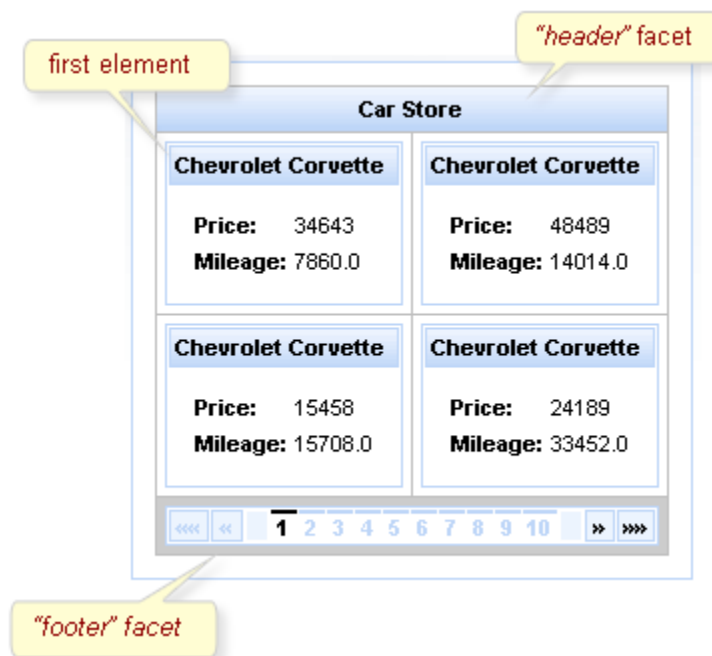 “header” facet
first element
Car Store
Chevrolet Corvette
Price: 34643
Mileage: 7860.0
Chevrolet Corvette
Price: 48489
Mileage: 14014.0
Chevrolet Corvette
Price: 15458
Mileage: 15708.0
Chevrolet Corvette
Price: 24189
Mileage: 33452.0
«« « 1 2 3 4 5 6 7 8 9 10 » »»
“footer” facet